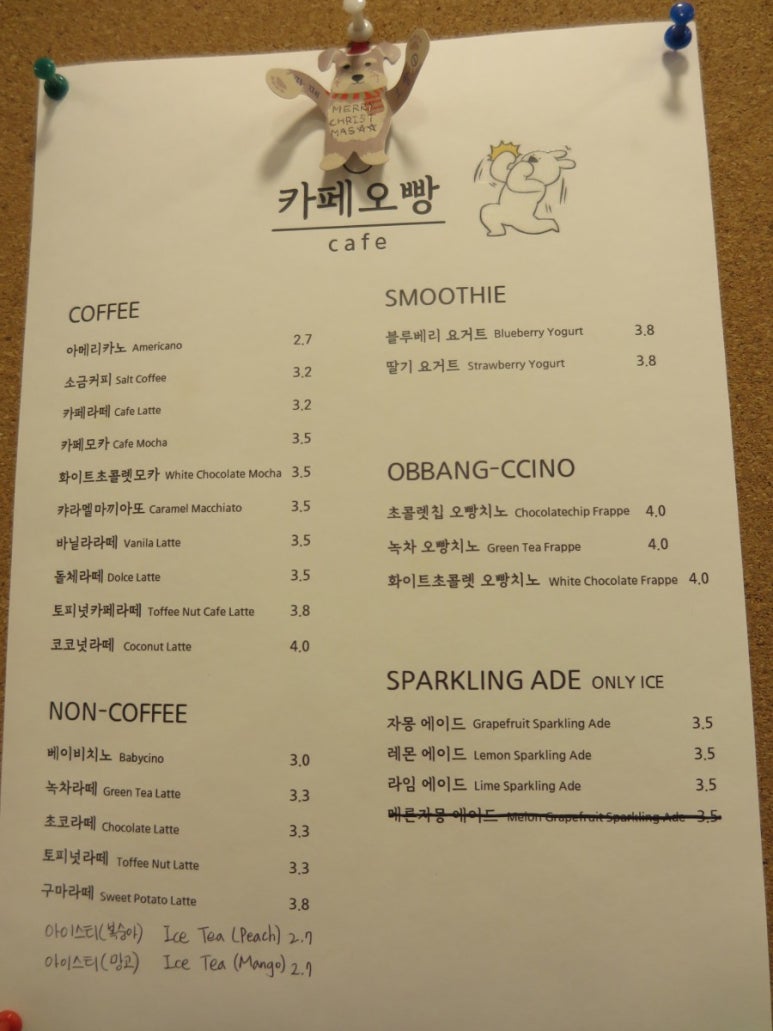 MERRY
CHRIST
MAS☆☆
카페오빵
cafe
COFFEE
아메리카노 Americano 2.7
소금커피 Salt Coffee 3.2
카페라떼 Cafe Latte 3.2
카페모카 Cafe Mocha 3.5
화이트초콜렛모카 White Chocolate Mocha 3.5
캬라멜마끼아또 Caramel Macchiato 3.5
바닐라라떼 Vanila Latte 3.5
돌체라떼 Dolce Latte 3.5
토피넛카페라떼 Toffee Nut Cafe Latte 3.8
코코넛라떼 Coconut Latte 4.0
NON-COFFEE
베이비치노 Babycino 3.0
녹차라떼 Green Tea Latte 3.3
초코라떼 Chocolate Latte 3.3
토피넛라떼 Toffee Nut Latte 3.3
구마라떼 Sweet Potato Latte 3.8
아이스티(복숭아) Ice Tea (Peach) 2.7
아이스티(망고) Ice Tea (Mango) 2.7
SMOOTHIE
블루베리 요거트 Blueberry Yogurt 3.8
딸기 요거트 Strawberry Yogurt 3.8
OBBANG-CCINO
초콜렛칩 오빵치노 Chocolatechip Frappe 4.0
녹차 오빵치노 Green Tea Frappe 4.0
화이트초콜렛 오빵치노 White Chocolate Frappe 4.0
SPARKLING ADE ONLY ICE
자몽 에이드 Grapefruit Sparkling Ade 3.5
레몬 에이드 Lemon Sparkling Ade 3.5
라임 에이드 Lime Sparkling Ade 3.5
메론자몽 에이드 Melon Grapefruit Sparkling Ade 3.5